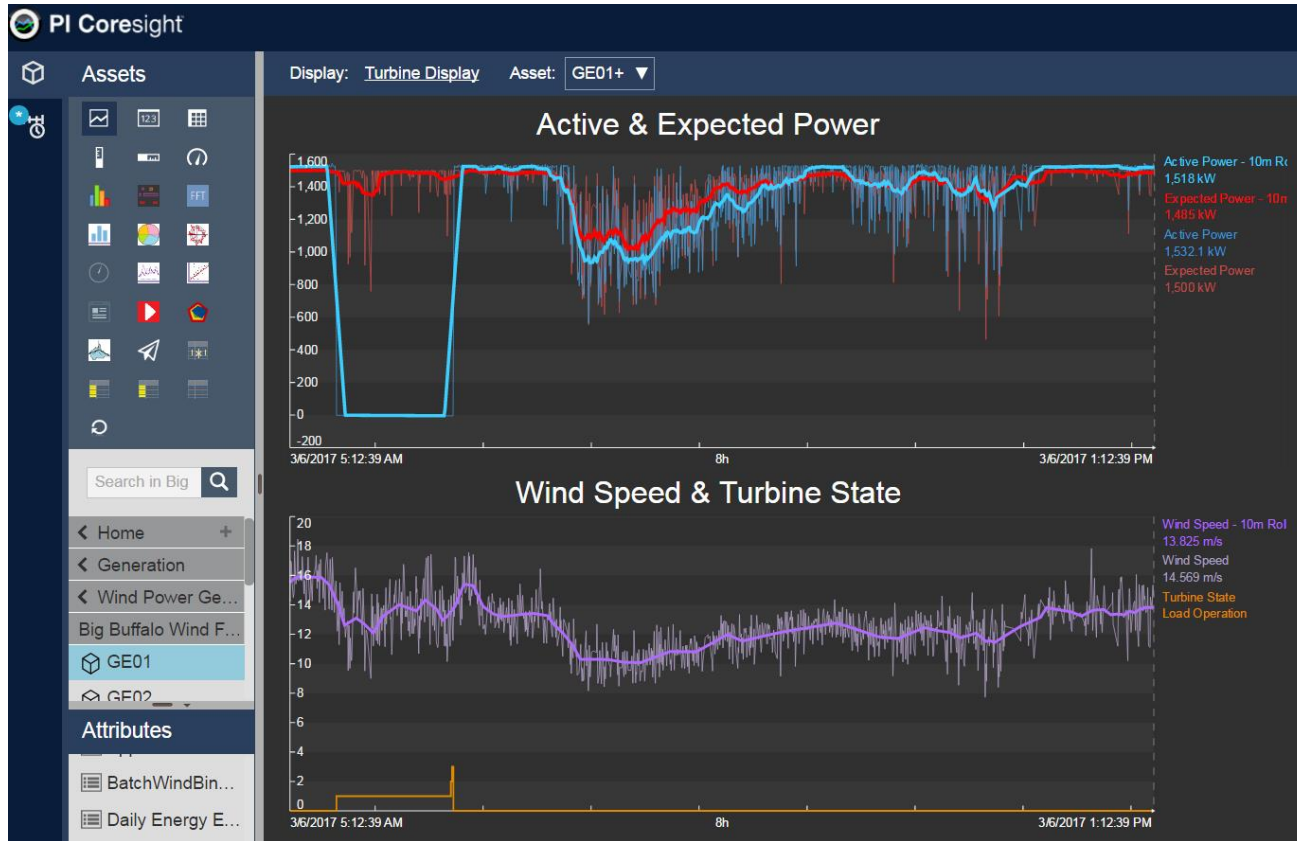 PI Coresight
Assets
Display: Turbine Display Asset: GE01+ ▼
123
FFT
Search in Big
Home +
Generation
Wind Power Ge...
Big Buffalo Wind F...
GE01
GE02
Attributes
BatchWindBin...
Daily Energy E...
Active & Expected Power
1,600
1,400
1,200
1,000
800
600
400
200
0
-200
3/6/2017 5:12:39 AM 8h 3/6/2017 1:12:39 PM
Active Power - 10m Ro
1,518 kW
Expected Power - 10m
1,485 kW
Active Power
1,532.1 kW
Expected Power
1,500 kW
Wind Speed & Turbine State
20
18
16
14
12
10
8
6
4
2
0
3/6/2017 5:12:39 AM 8h 3/6/2017 1:12:39 PM
Wind Speed - 10m Rol
13.825 m/s
Wind Speed
14.569 m/s
Turbine State
Load Operation